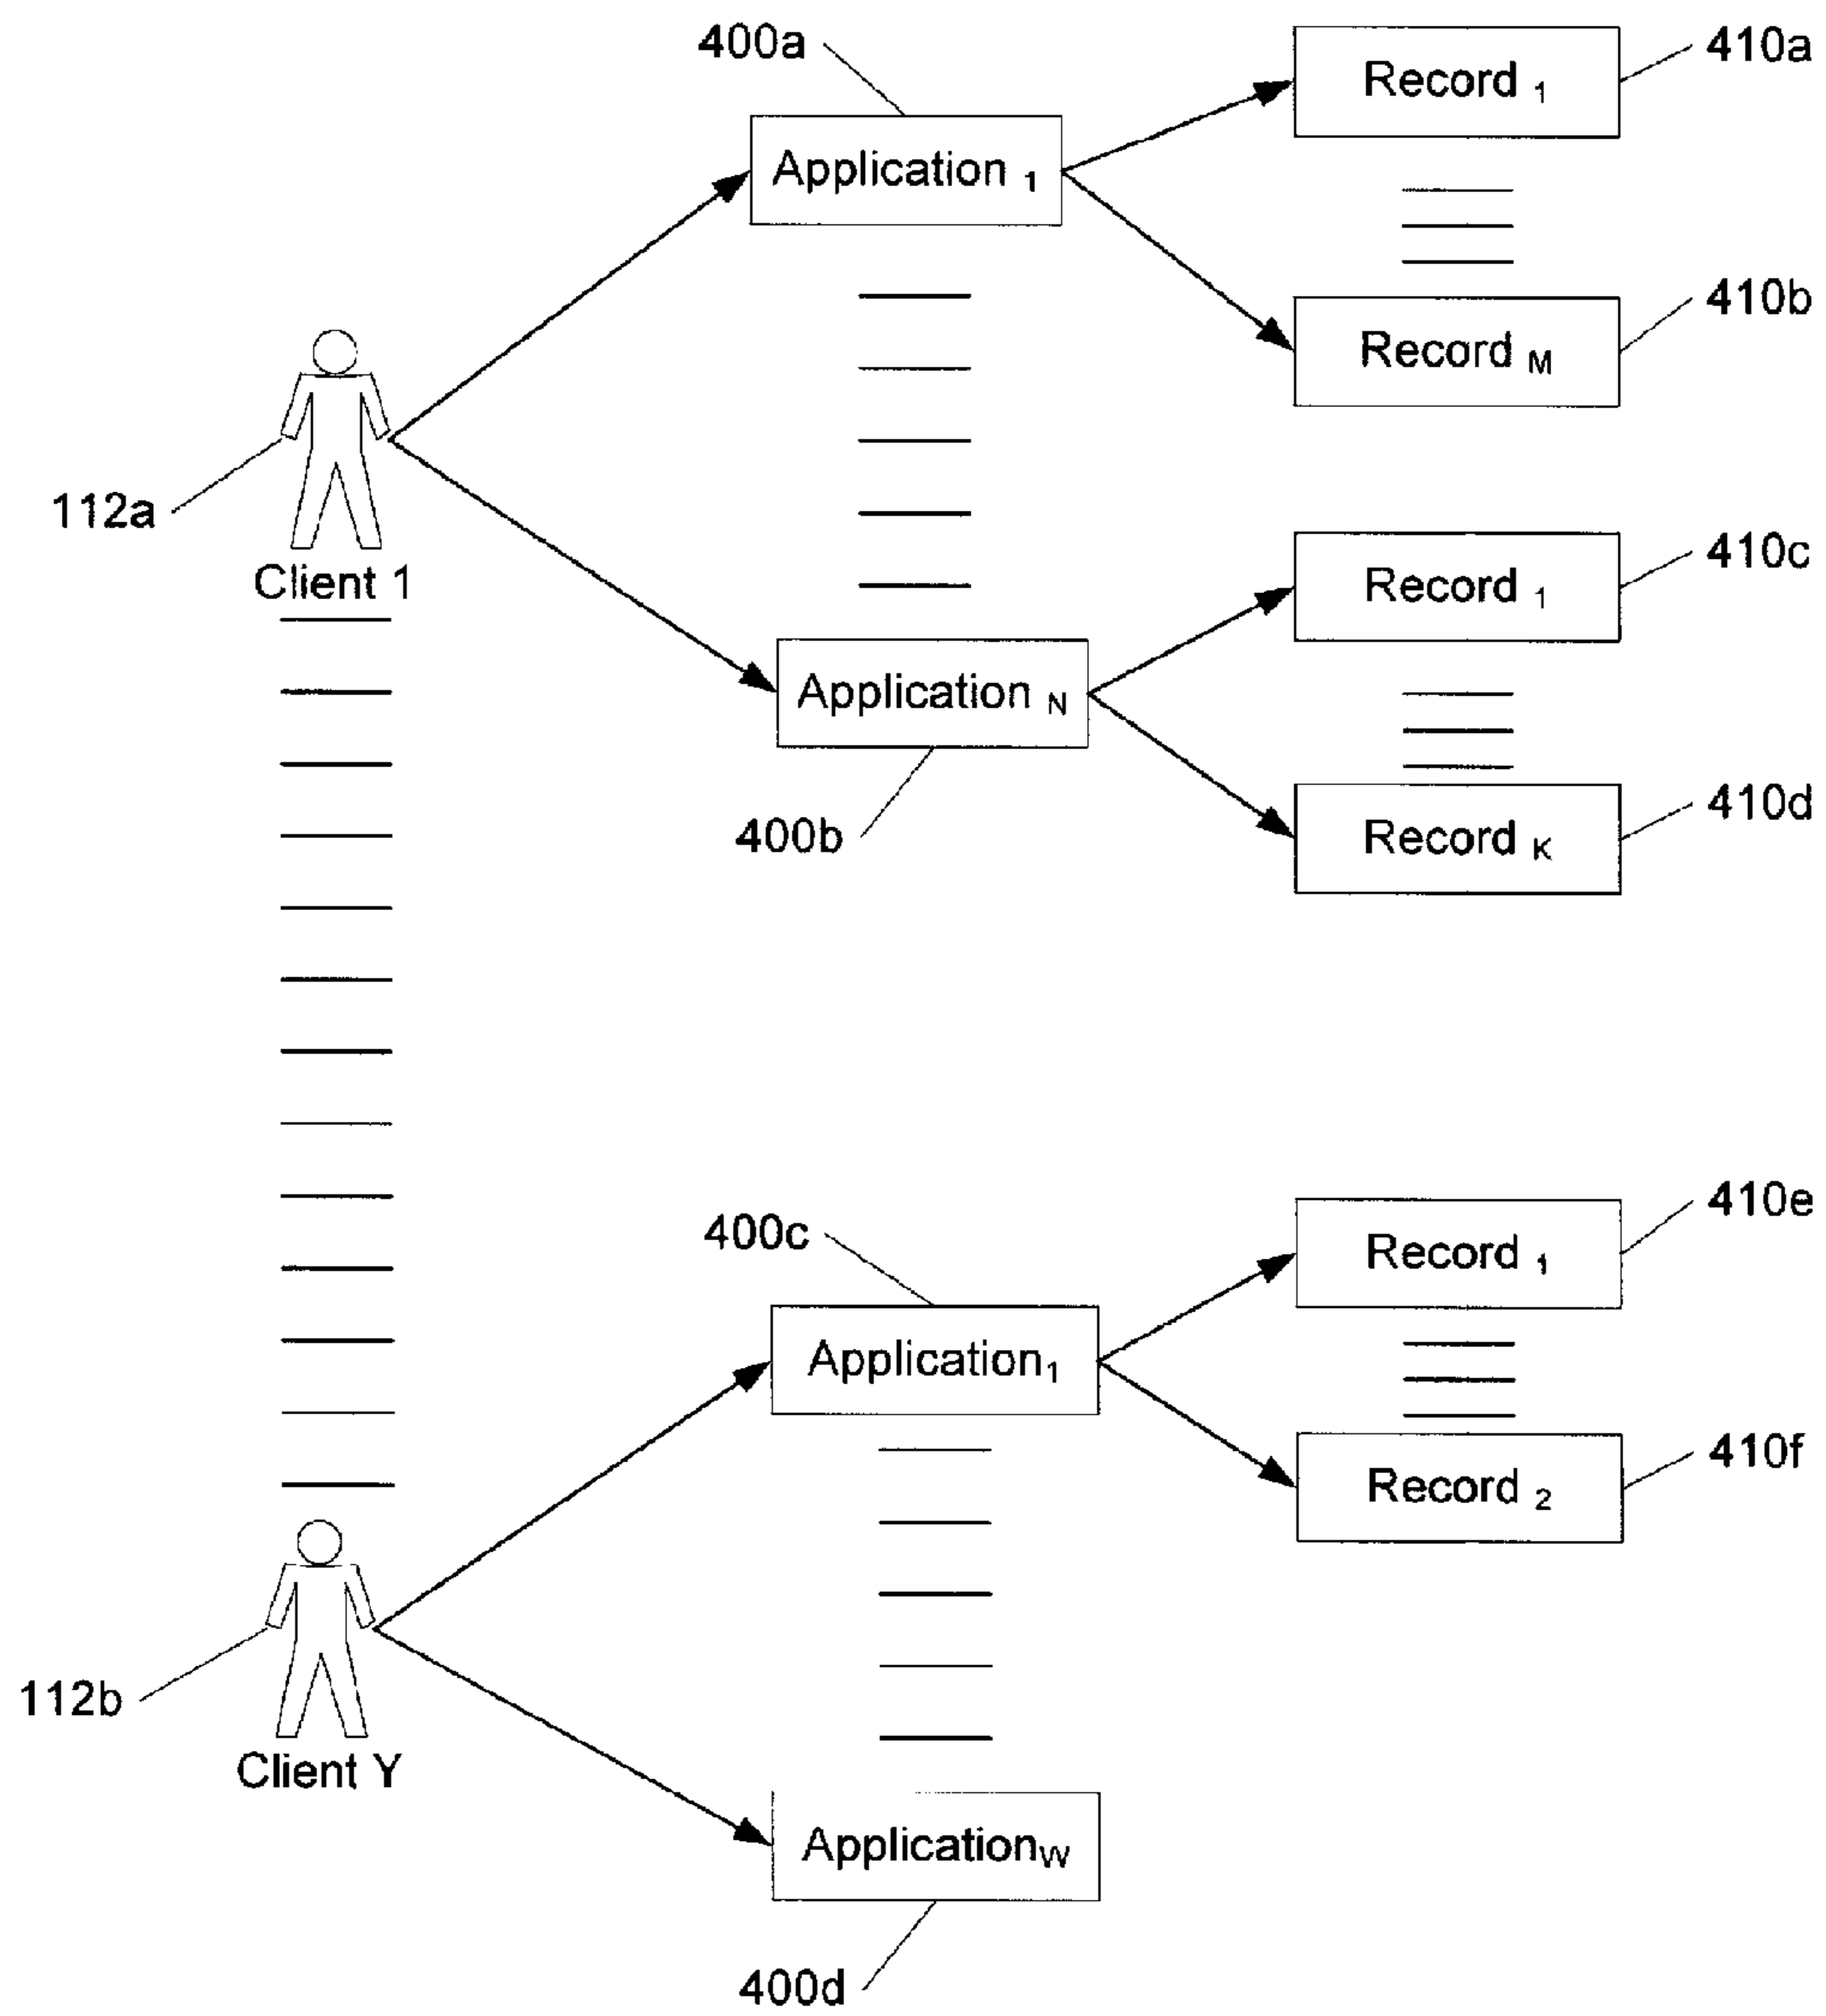 400a
410a
Record 1
Application 1
410b
Record M
112a
Client 1
410c
Record 1
Application N
400b
410d
Record K
410e
400c
Record 1
Application1
410f
Record 2
112b
Client Y
ApplicationW
400d